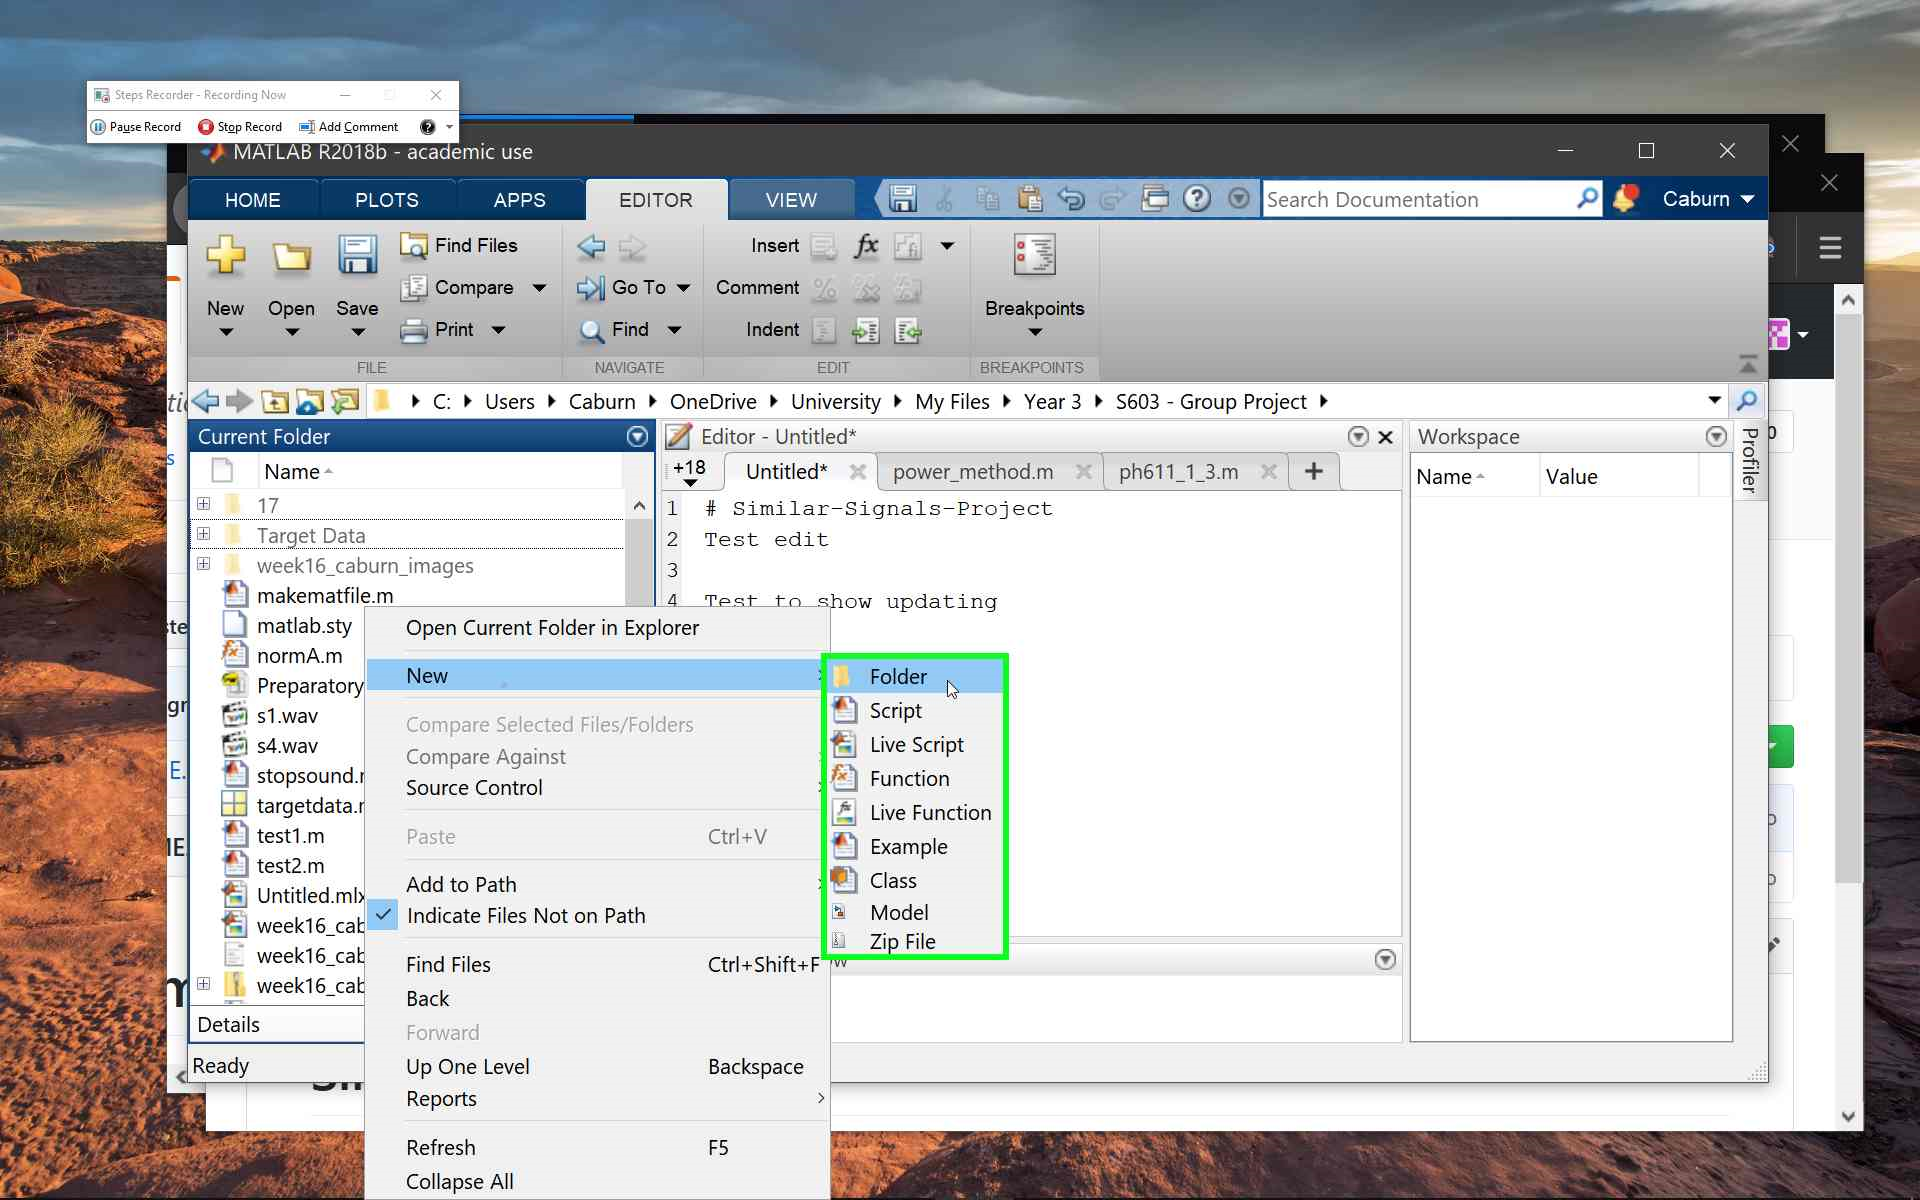 Steps Recorder - Recording Now
Pause Record Stop Record Add Comment
MATLAB R2018b - academic use
HOME PLOTS APPS EDITOR VIEW
Search Documentation
Caburn
New Open Save
Find Files
Compare
Print
Go To
Find
Insert
Comment
Indent
Breakpoints
FILE NAVIGATE EDIT BREAKPOINTS
C: Users Caburn OneDrive University My Files Year 3 S603 - Group Project
Current Folder
Name
17
Target Data
week16_caburn_images
makematfile.m
matlab.sty
normA.m
Preparatory
s1.wav
s4.wav
stopsound.
targetdata.
test1.m
test2.m
Untitled.mlx
week16_cab
week16_cab
week16_cab
Details
Ready
Editor - Untitled*
+18 Untitled* power_method.m ph611_1_3.m +
1 # Similar-Signals-Project
2 Test edit
3
4 Test to show updating
Workspace
Name Value
Profiler
Open Current Folder in Explorer
New
Compare Selected Files/Folders
Compare Against
Source Control
Paste Ctrl+V
Add to Path
Indicate Files Not on Path
Find Files Ctrl+Shift+F
Back
Forward
Up One Level Backspace
Reports
Refresh F5
Collapse All
Folder
Script
Live Script
Function
Live Function
Example
Class
Model
Zip File